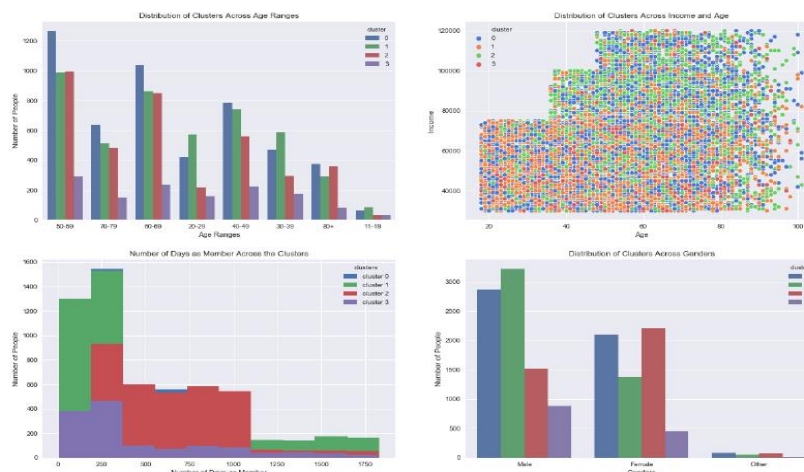 Distribution of Clusters Across Age Ranges
cluster
0
1
2
3
1200
1000
800
600
400
200
0
Number of People
50-59
70-79
60-69
20-29
40-49
30-39
80+
11-19
Age Ranges
Distribution of Clusters Across Income and Age
cluster
0
1
2
3
120000
100000
80000
60000
40000
Income
20
40
60
80
100
Age
Number of Days as Member Across the Clusters
clusters
cluster 0
cluster 1
cluster 2
cluster 3
1600
1400
1200
1000
800
600
400
200
0
Number of People
0
250
500
750
1000
1250
1500
1750
Number of Days as Member
Distribution of Clusters Across Genders
3000
2500
2000
1500
1000
500
0
Number of People
Male
Female
Other